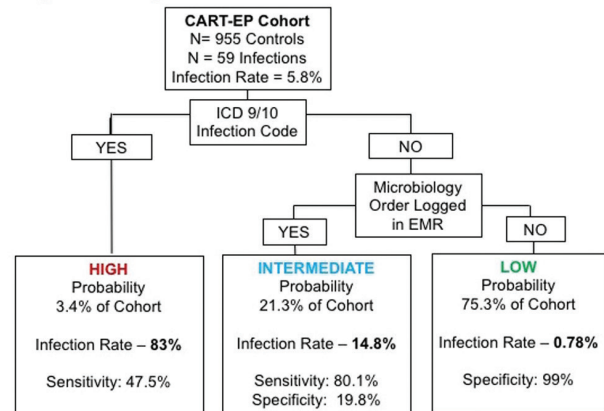 CART-EP Cohort
N= 955 Controls
N = 59 Infections
Infection Rate = 5.8%
ICD 9/10
Infection Code
YES
NO
Microbiology
Order Logged
in EMR
YES
NO
HIGH
Probability
3.4% of Cohort
Infection Rate – 83%
Sensitivity: 47.5%
INTERMEDIATE
Probability
21.3% of Cohort
Infection Rate – 14.8%
Sensitivity: 80.1%
Specificity: 19.8%
LOW
Probability
75.3% of Cohort
Infection Rate – 0.78%
Specificity: 99%